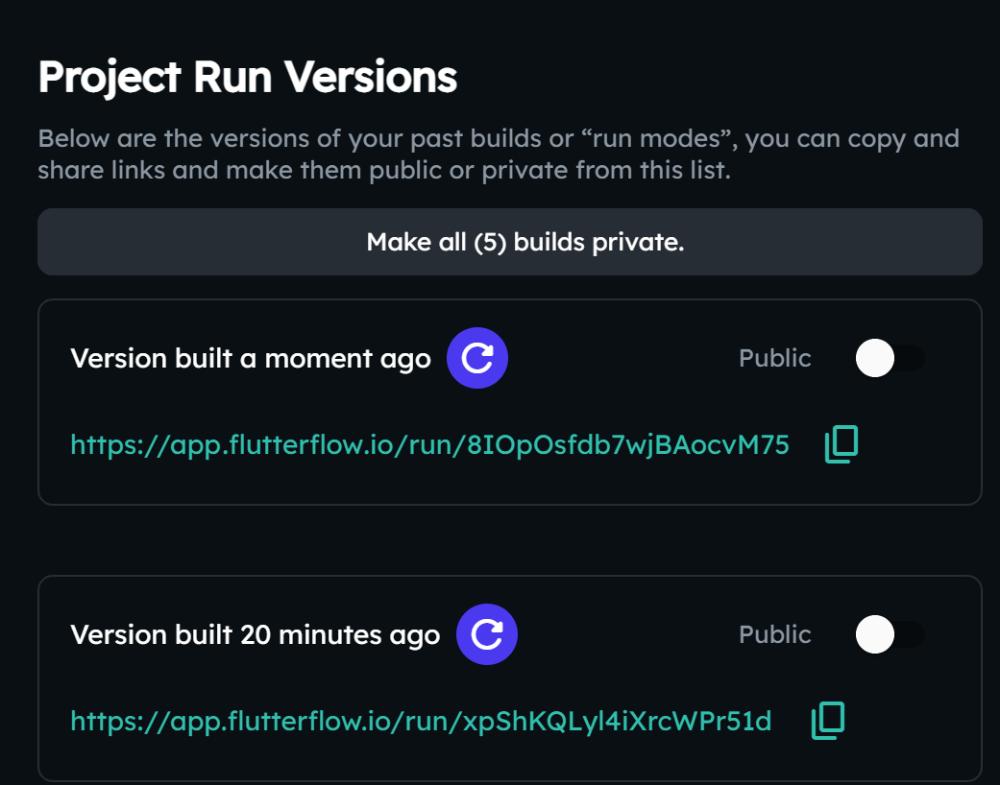 Project Run Versions
Below are the versions of your past builds or “run modes”, you can copy and
share links and make them public or private from this list.
Make all (5) builds private.
Version built a moment ago
Public
https://app.flutterflow.io/run/8IOpOsfdb7wjBAocvM75
Version built 20 minutes ago
Public
https://app.flutterflow.io/run/xpShKQLyl4iXrcWPr51d